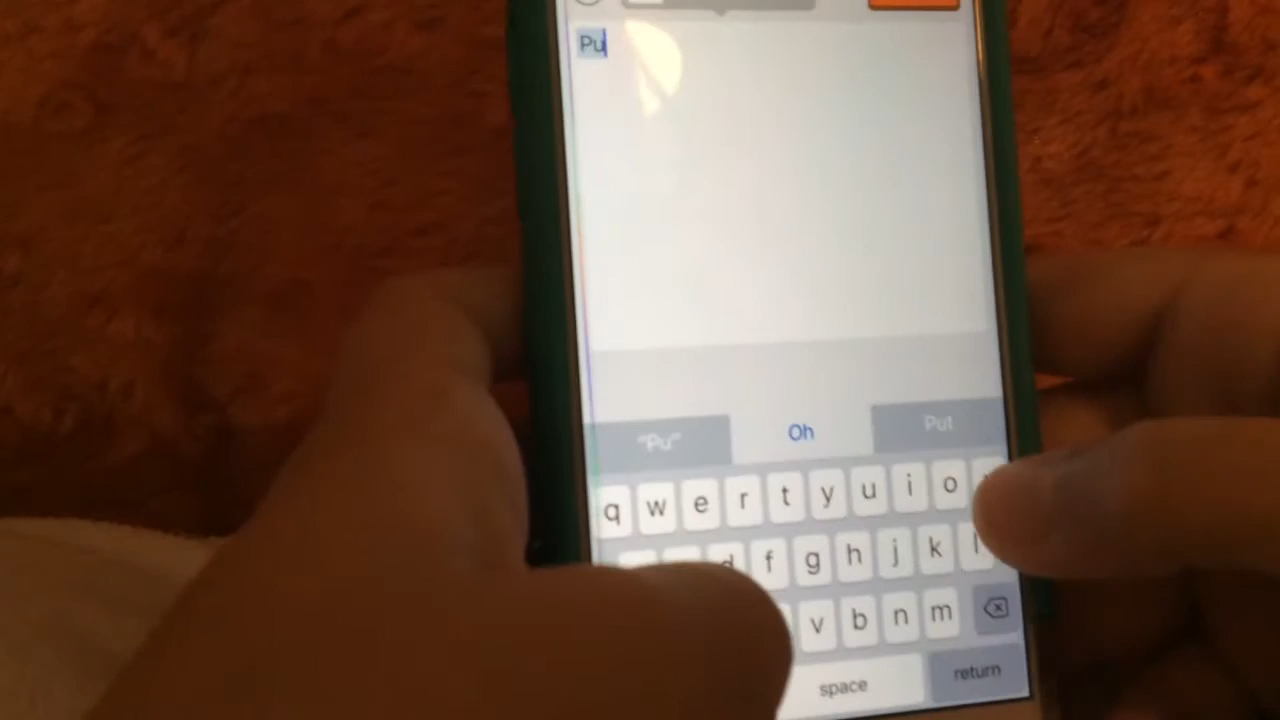 Pu
"Pu" Oh Put
q w e r t y u i o
d f g h j k l
v b n m
space return